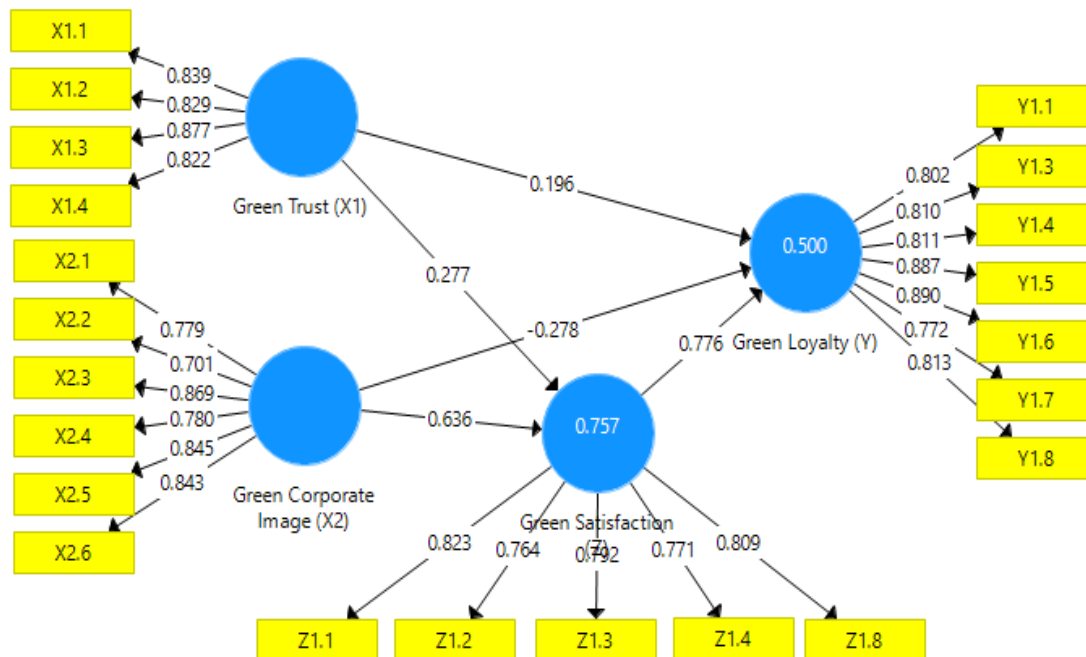 X1.1
X1.2
X1.3
X1.4
0.839
0.829
0.877
0.822
Green Trust (X1)
X2.1
X2.2
X2.3
X2.4
X2.5
X2.6
0.779
0.701
0.869
0.780
0.845
0.843
Green Corporate
Image (X2)
0.196
0.277
-0.278
0.636
0.776
0.757
Green Satisfaction
(Z)
0.823
0.764
0.792
0.771
0.809
Z1.1
Z1.2
Z1.3
Z1.4
Z1.8
0.500
Green Loyalty (Y)
0.802
0.810
0.811
0.887
0.890
0.772
0.813
Y1.1
Y1.3
Y1.4
Y1.5
Y1.6
Y1.7
Y1.8